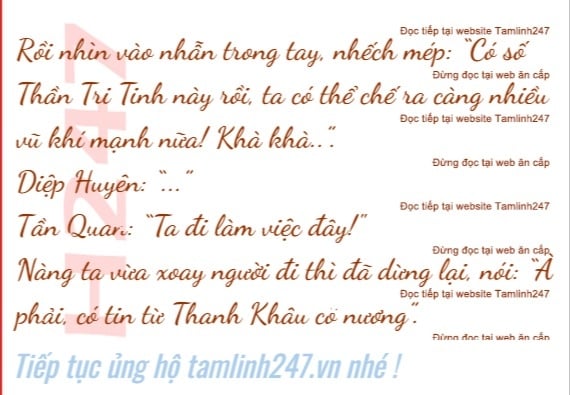 Đọc tiếp tại website Tamlinh247
Rồi nhìn vào nhẫn trong tay, nhếch mép: “Có số
Đừng đọc tại web ăn cắp
Thần Tri Tinh này rồi, ta có thể chế ra càng nhiều
Đọc tiếp tại website Tamlinh247
vũ khí mạnh nữa! Khà khà..”.
Đừng đọc tại web ăn cắp
Diệp Huyên: “...”
Đọc tiếp tại website Tamlinh247
Tần Quan: “Ta đi làm việc đây!”
Đừng đọc tại web ăn cắp
Nàng ta vừa xoay người đi thì đã dừng lại, nói: “À
Đọc tiếp tại website Tamlinh247
phải, có tin từ Thanh Khâu cô nương”.
Đừng đọc tại web ăn cắp
Tiếp tục ủng hộ tamlinh247.vn nhé !
H247